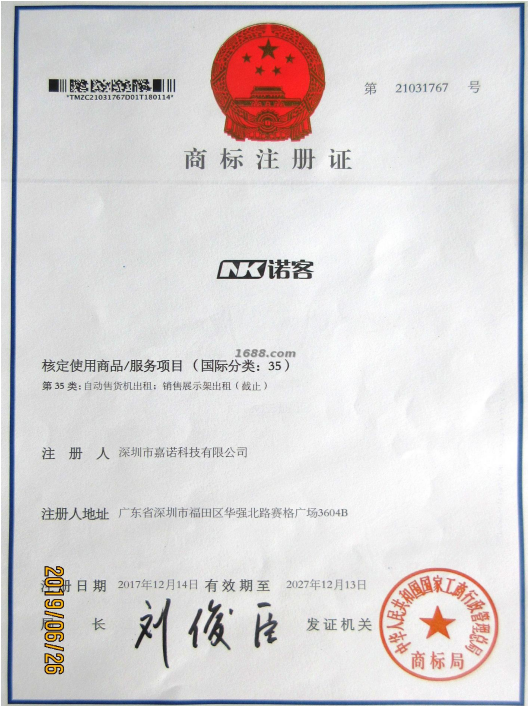 第 21031767 号
*TMZC21031767D01T180114*
商标注册证
NK诺客
1688.com
核定使用商品/服务项目（国际分类：35）
第 35 类：自动售货机出租；销售展示架出租（截止）
注 册 人 深圳市嘉诺科技有限公司
注册人地址 广东省深圳市福田区华强北路赛格广场3604B
注册日期 2017年12月14日 有效期至 2027年12月13日
局 长 刘俊臣 发证机关
中华人民共和国国家工商行政管理总局
商标局
2019/06/26